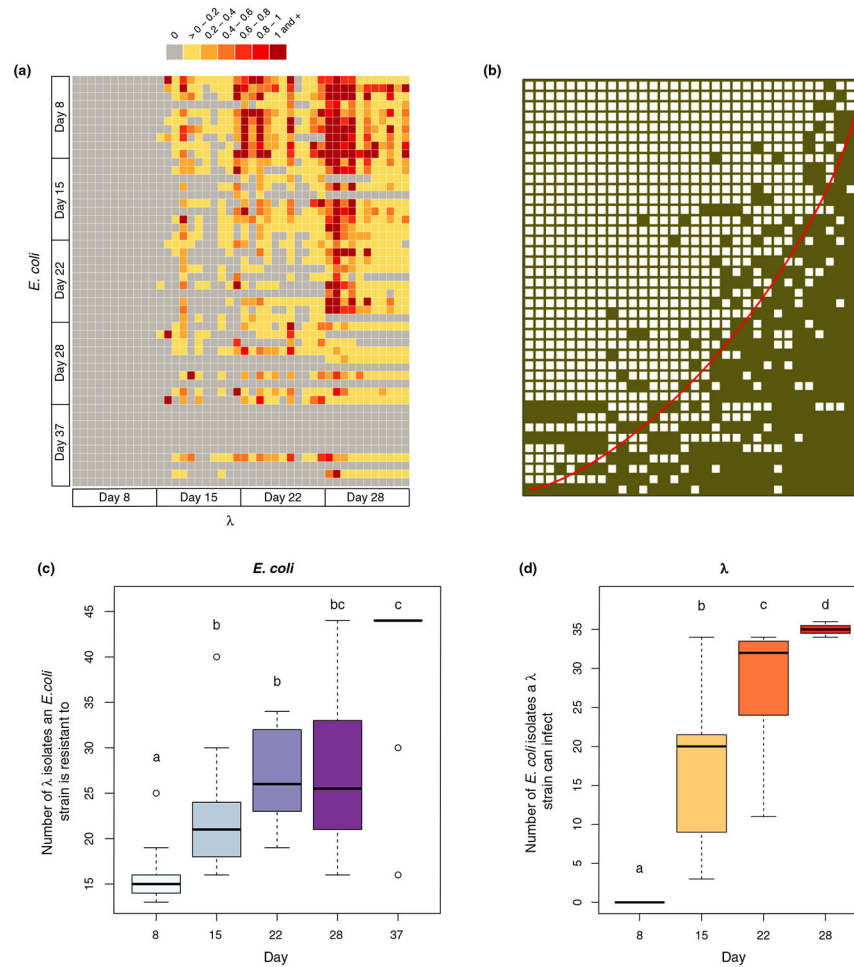 0
> 0 – 0.2
0.2 – 0.4
0.4 – 0.6
0.6 – 0.8
0.8 – 1
1 and +
(a)
(b)
E. coli
Day 8
Day 15
Day 22
Day 28
Day 37
Day 8
Day 15
Day 22
Day 28
λ
(c)
E. coli
Number of λ isolates an E.coli
strain is resistant to
45
40
35
30
25
20
15
a
b
b
bc
c
8
15
22
28
37
Day
(d)
λ
Number of E. coli isolates a λ
strain can infect
35
30
25
20
15
10
5
0
a
b
c
d
8
15
22
28
Day